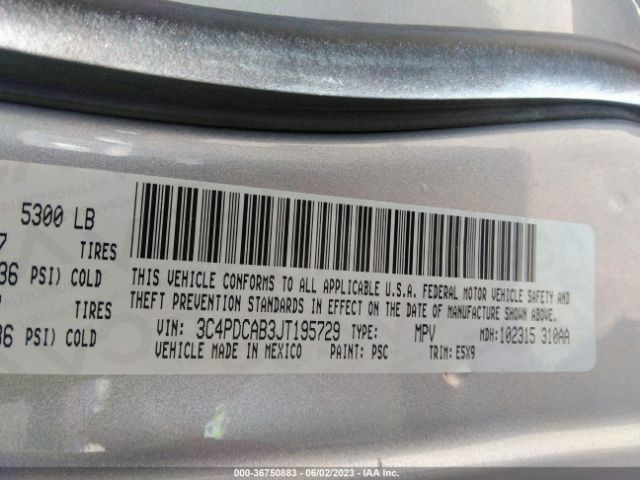 5300 LB
7 TIRES
36 PSI) COLD
TIRES
36 PSI) COLD
THIS VEHICLE CONFORMS TO ALL APPLICABLE U.S.A. FEDERAL MOTOR VEHICLE SAFETY AND
THEFT PREVENTION STANDARDS IN EFFECT ON THE DATE OF MANUFACTURE SHOWN ABOVE.
VIN: 3C4PDCAB3JT195729 TYPE: MPV MDH:102315 310AA
VEHICLE MADE IN MEXICO PAINT: PSC TRIM: E5X9
000-36750883 - 06/02/2023 - IAA Inc.